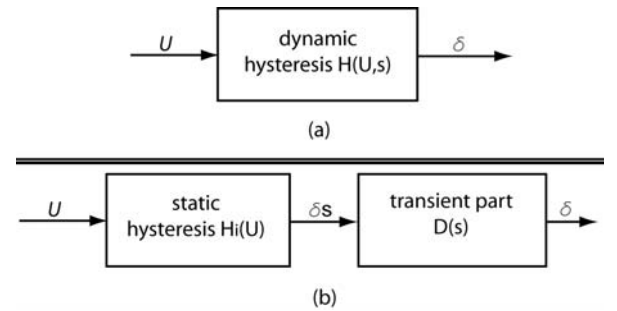 U
dynamic
hysteresis H(U,s)
δ
(a)
U
static
hysteresis Hi(U)
δs
transient part
D(s)
δ
(b)